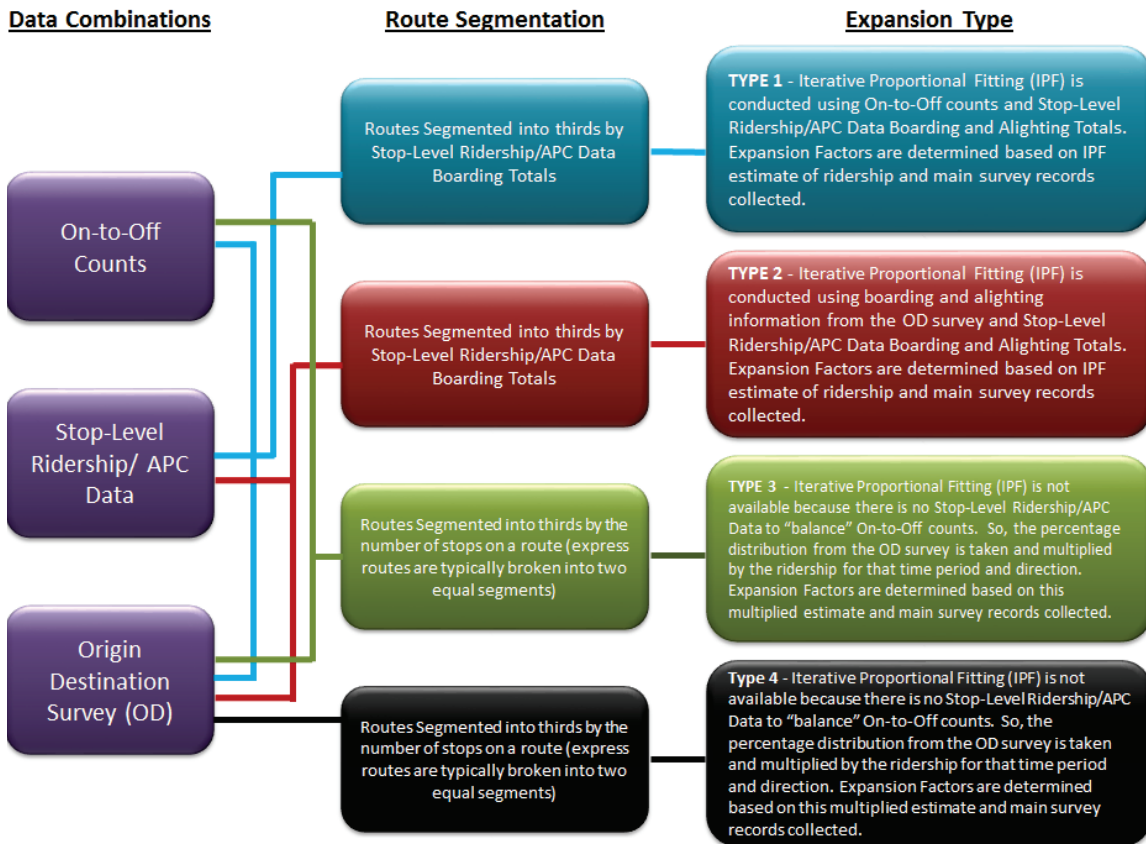 Data Combinations
Route Segmentation
Expansion Type
On-to-Off
Counts
Stop-Level
Ridership/ APC
Data
Origin
Destination
Survey (OD)
Routes Segmented into thirds by
Stop-Level Ridership/APC Data
Boarding Totals
Routes Segmented into thirds by
Stop-Level Ridership/APC Data
Boarding Totals
Routes Segmented into thirds by the
number of stops on a route (express
routes are typically broken into two
equal segments)
Routes Segmented into thirds by the
number of stops on a route (express
routes are typically broken into two
equal segments)
TYPE 1 - Iterative Proportional Fitting (IPF) is
conducted using On-to-Off counts and Stop-Level
Ridership/APC Data Boarding and Alighting Totals.
Expansion Factors are determined based on IPF
estimate of ridership and main survey records
collected.
TYPE 2 - Iterative Proportional Fitting (IPF) is
conducted using boarding and alighting
information from the OD survey and Stop-Level
Ridership/APC Data Boarding and Alighting Totals.
Expansion Factors are determined based on IPF
estimate of ridership and main survey records
collected.
TYPE 3 - Iterative Proportional Fitting (IPF) is not
available because there is no Stop-Level Ridership/APC
Data to “balance” On-to-Off counts. So, the percentage
distribution from the OD survey is taken and multiplied
by the ridership for that time period and direction.
Expansion Factors are determined based on this
multiplied estimate and main survey records collected.
Type 4 - Iterative Proportional Fitting (IPF) is not
available because there is no Stop-Level Ridership/APC
Data to “balance” On-to-Off counts. So, the
percentage distribution from the OD survey is taken
and multiplied by the ridership for that time period
and direction. Expansion Factors are determined
based on this multiplied estimate and main survey
records collected.